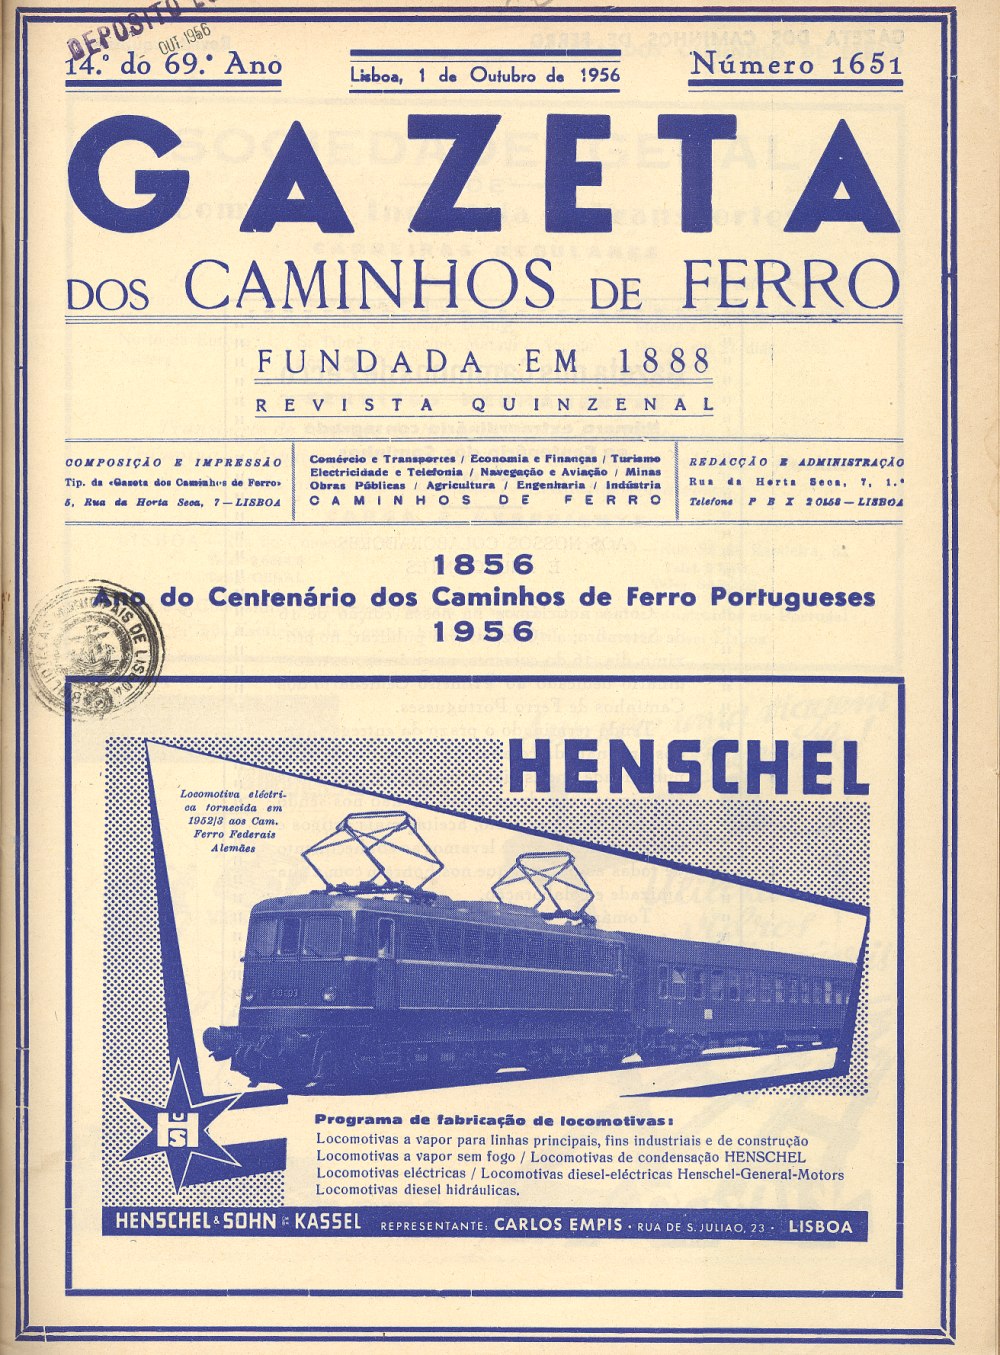 DEPOSITO
OUT. 1956
14.º do 69.º Ano
Lisboa, 1 de Outubro de 1956
Número 1651
GAZETA
DOS CAMINHOS DE FERRO
FUNDADA EM 1888
REVISTA QUINZENAL
COMPOSIÇÃO E IMPRESSÃO
Tip. da «Gazeta dos Caminhos de Ferro»
5, Rua da Horta Seca, 7 — LISBOA
Comércio e Transportes / Economia e Finanças / Turismo
Electricidade e Telefonia / Navegação e Aviação / Minas
Obras Públicas / Agricultura / Engenharia / Indústria
CAMINHOS DE FERRO
REDACÇÃO E ADMINISTRAÇÃO
Rua da Horta Seca, 7, 1.º
Telefone P B X 20158 — LISBOA
1856
Ano do Centenário dos Caminhos de Ferro Portugueses
1956
BIBLIOTECAS MUNICIPAIS DE LISBOA
HENSCHEL
Locomotiva eléctri-
ca fornecida em
1952/3 aos Cam.
Ferro Federais
Alemães
H U S
Programa de fabricação de locomotivas:
Locomotivas a vapor para linhas principais, fins industriais e de construção
Locomotivas a vapor sem fogo / Locomotivas de condensação HENSCHEL
Locomotivas eléctricas / Locomotivas diesel-eléctricas Henschel-General-Motors
Locomotivas diesel hidráulicas.
HENSCHEL & SOHN KASSEL REPRESENTANTE: CARLOS EMPIS · RUA DE S. JULIAO, 23 · LISBOA